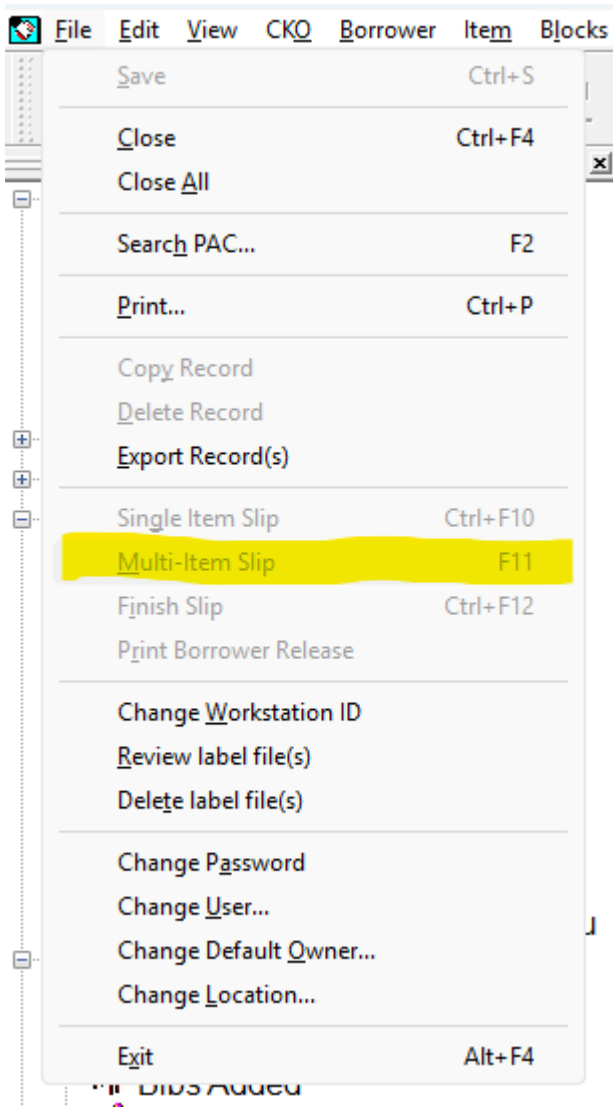 File Edit View CKO Borrower Item Blocks
Save Ctrl+S
Close Ctrl+F4
Close All
Search PAC... F2
Print... Ctrl+P
Copy Record
Delete Record
Export Record(s)
Single Item Slip Ctrl+F10
Multi-Item Slip F11
Finish Slip Ctrl+F12
Print Borrower Release
Change Workstation ID
Review label file(s)
Delete label file(s)
Change Password
Change User...
Change Default Owner...
Change Location...
Exit Alt+F4
Bibs Added